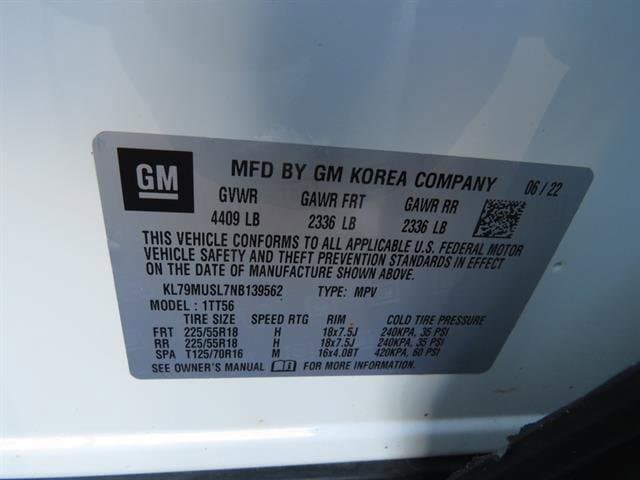 GM
MFD BY GM KOREA COMPANY 06 / 22
GVWR GAWR FRT GAWR RR
4409 LB 2336 LB 2336 LB
THIS VEHICLE CONFORMS TO ALL APPLICABLE U.S. FEDERAL MOTOR
VEHICLE SAFETY AND THEFT PREVENTION STANDARDS IN EFFECT
ON THE DATE OF MANUFACTURE SHOWN ABOVE.
KL79MUSL7NB139562 TYPE: MPV
MODEL : 1TT56
TIRE SIZE SPEED RTG RIM COLD TIRE PRESSURE
FRT 225/55R18 H 18x7.5J 240KPA, 35 PSI
RR 225/55R18 H 18x7.5J 240KPA, 35 PSI
SPA T125/70R16 M 16x4.0BT 420KPA, 60 PSI
SEE OWNER'S MANUAL FOR MORE INFORMATION.